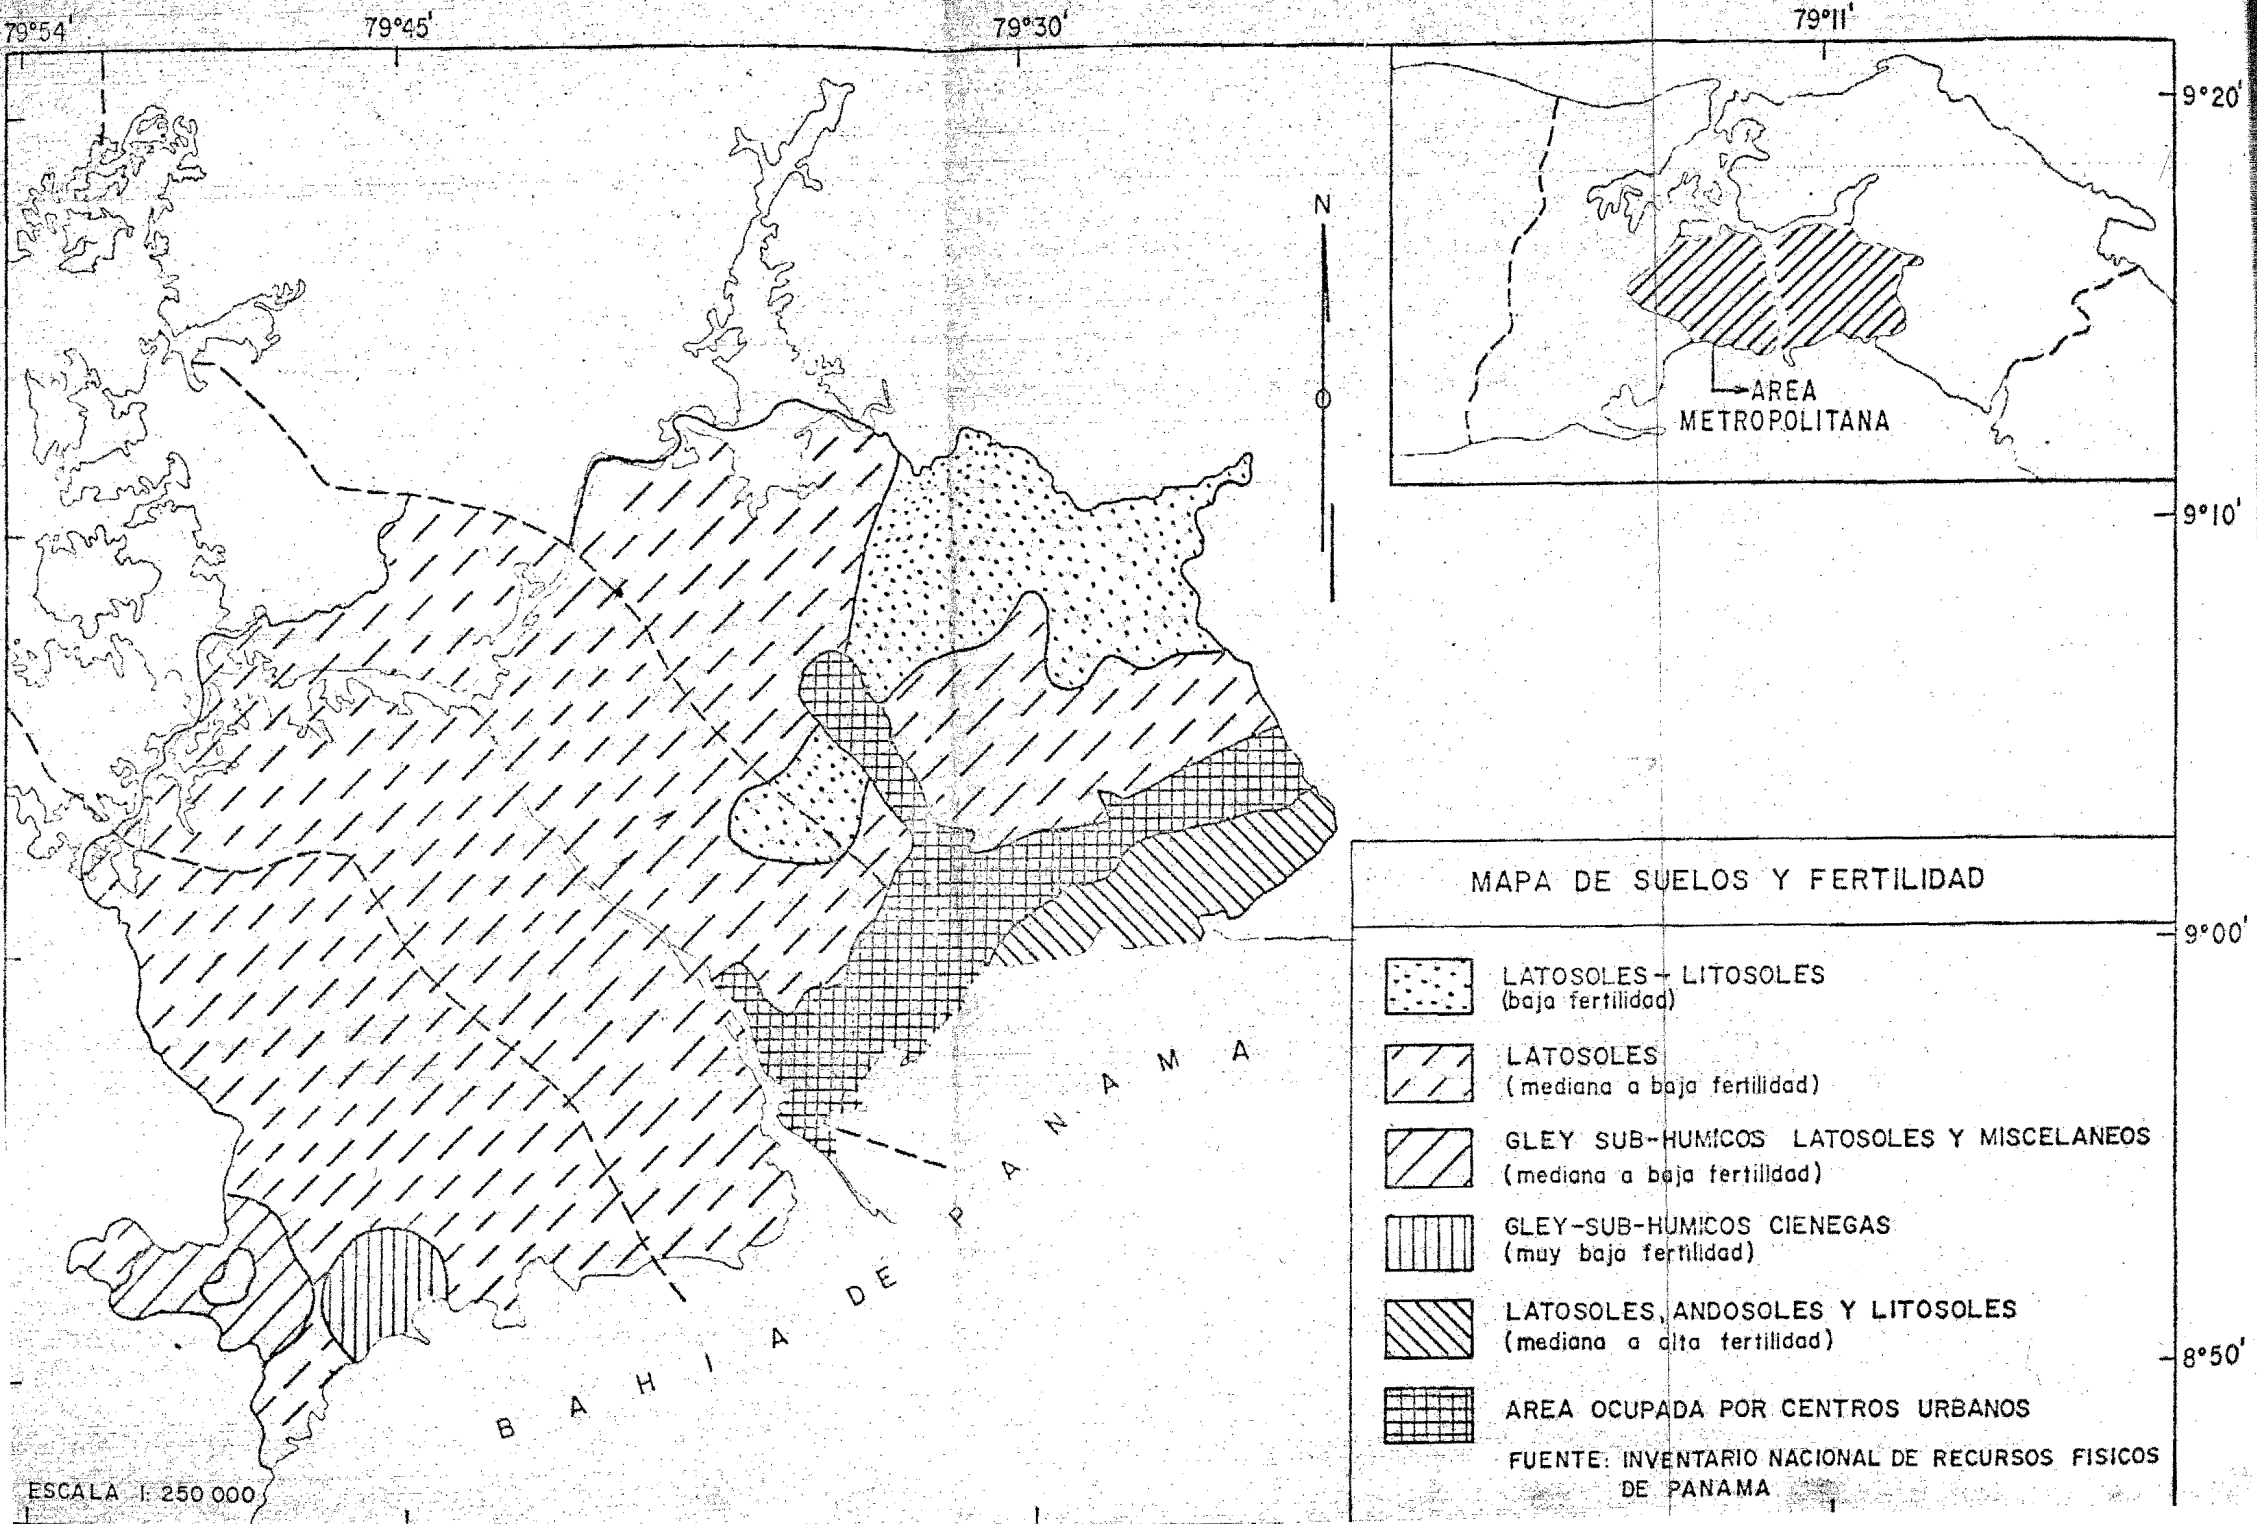 79°54'
79°45'
79°30'
79°11'
9°20'
N
AREA
METROPOLITANA
9°10'
MAPA DE SUELOS Y FERTILIDAD
9°00'
LATOSOLES - LITOSOLES
(baja fertilidad)
LATOSOLES
(mediana a baja fertilidad)
GLEY SUB-HUMICOS LATOSOLES Y MISCELANEOS
(mediana a baja fertilidad)
GLEY-SUB-HUMICOS CIENEGAS
(muy baja fertilidad)
LATOSOLES, ANDOSOLES Y LITOSOLES
(mediana a alta fertilidad)
8°50'
AREA OCUPADA POR CENTROS URBANOS
FUENTE: INVENTARIO NACIONAL DE RECURSOS FISICOS
DE PANAMA
BAHIA DE PANAMA
ESCALA 1: 250 000